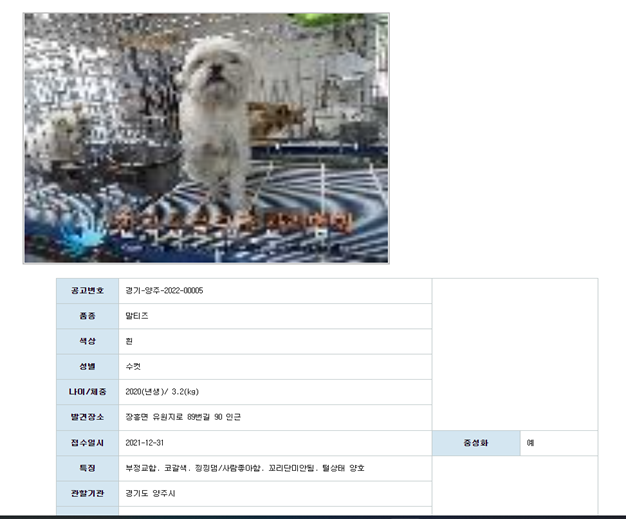 공고번호 경기-양주-2022-00005
품종 말티즈
색상 흰
성별 수컷
나이/체중 2020(년생)/ 3.2(kg)
발견장소 장흥면 유원지로 89번길 90 인근
접수일시 2021-12-31 중성화 예
특징 부정교합. 코갈색. 낑낑댐/사람좋아함. 꼬리단미안됨. 털상태 양호
관할기관 경기도 양주시